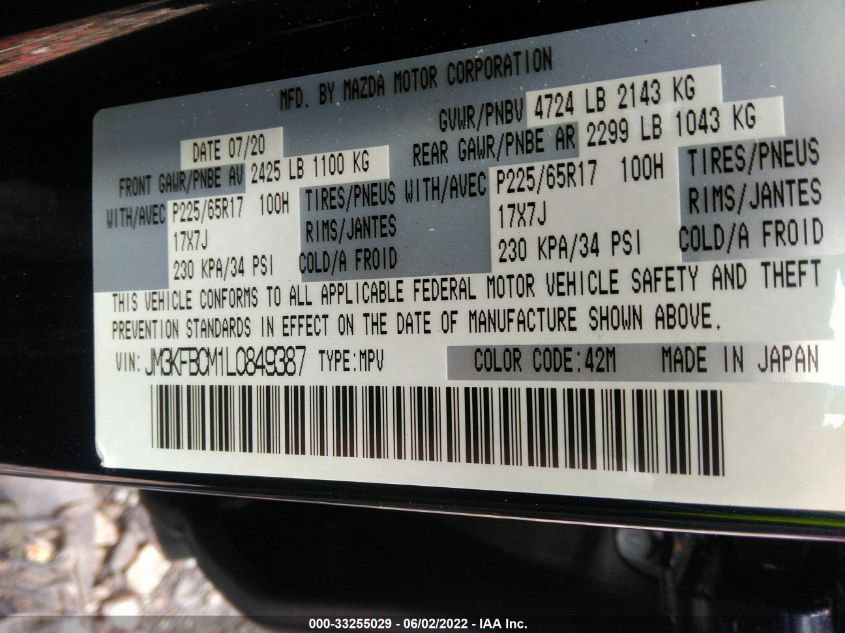 MFD. BY MAZDA MOTOR CORPORATION
DATE 07/20 GVWR/PNBV 4724 LB 2143 KG
FRONT GAWR/PNBE AV 2425 LB 1100 KG REAR GAWR/PNBE AR 2299 LB 1043 KG
WITH/AVEC P225/65R17 100H TIRES/PNEUS WITH/AVEC P225/65R17 100H TIRES/PNEUS
17X7J RIMS/JANTES 17X7J RIMS/JANTES
230 KPA/34 PSI COLD/A FROID 230 KPA/34 PSI COLD/A FROID
THIS VEHICLE CONFORMS TO ALL APPLICABLE FEDERAL MOTOR VEHICLE SAFETY AND THEFT
PREVENTION STANDARDS IN EFFECT ON THE DATE OF MANUFACTURE SHOWN ABOVE.
VIN: JM3KFBCM1L0849387 TYPE:MPV COLOR CODE:42M MADE IN JAPAN
000-33255029 - 06/02/2022 - IAA Inc.